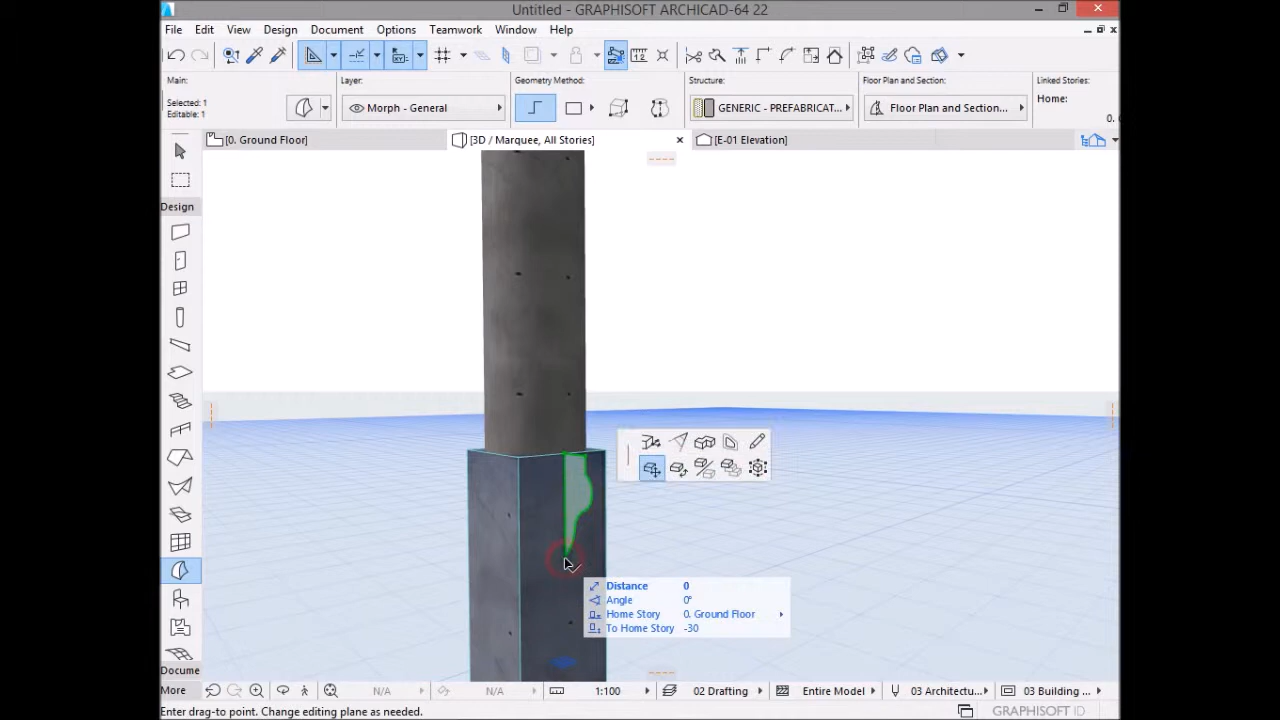 Untitled - GRAPHISOFT ARCHICAD-64 22
File Edit View Design Document Options Teamwork Window Help
Main: Layer: Geometry Method: Structure: Floor Plan and Section: Linked Stories:
Selected: 1
Editable: 1
Morph - General
GENERIC - PREFABRICAT...
Floor Plan and Section...
Home:
0.
[0. Ground Floor]
[3D / Marquee, All Stories]
[E-01 Elevation]
Design
Distance 0
Angle 0°
Home Story 0. Ground Floor
To Home Story -30
Docume
More
N/A
N/A
1:100
02 Drafting
Entire Model
03 Architectu...
03 Building ...
Enter drag-to point. Change editing plane as needed.
GRAPHISOFT ID